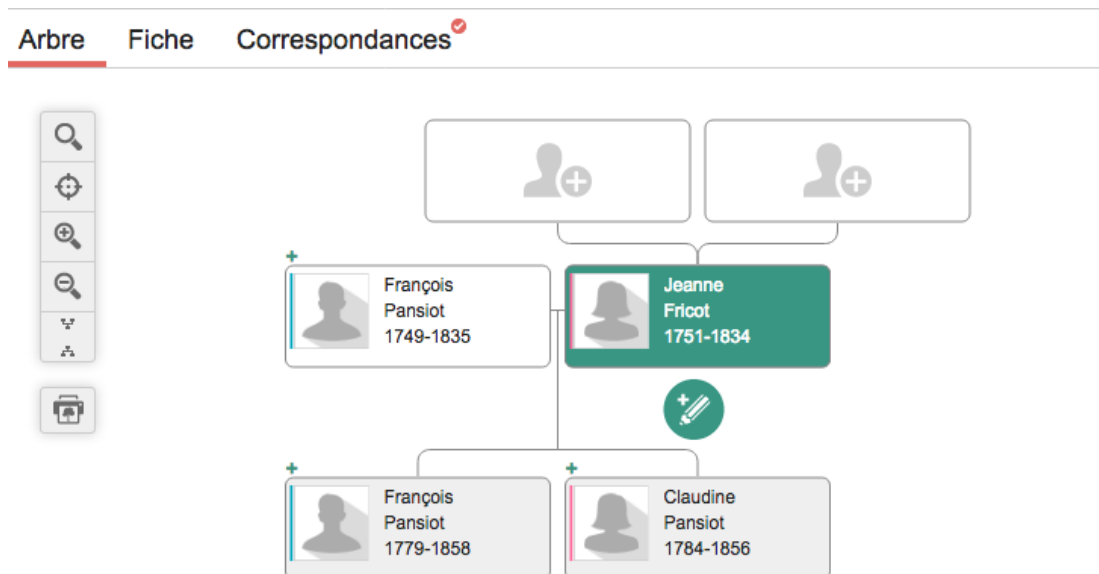 Arbre Fiche Correspondances
François
Pansiot
1749-1835
Jeanne
Fricot
1751-1834
François
Pansiot
1779-1858
Claudine
Pansiot
1784-1856